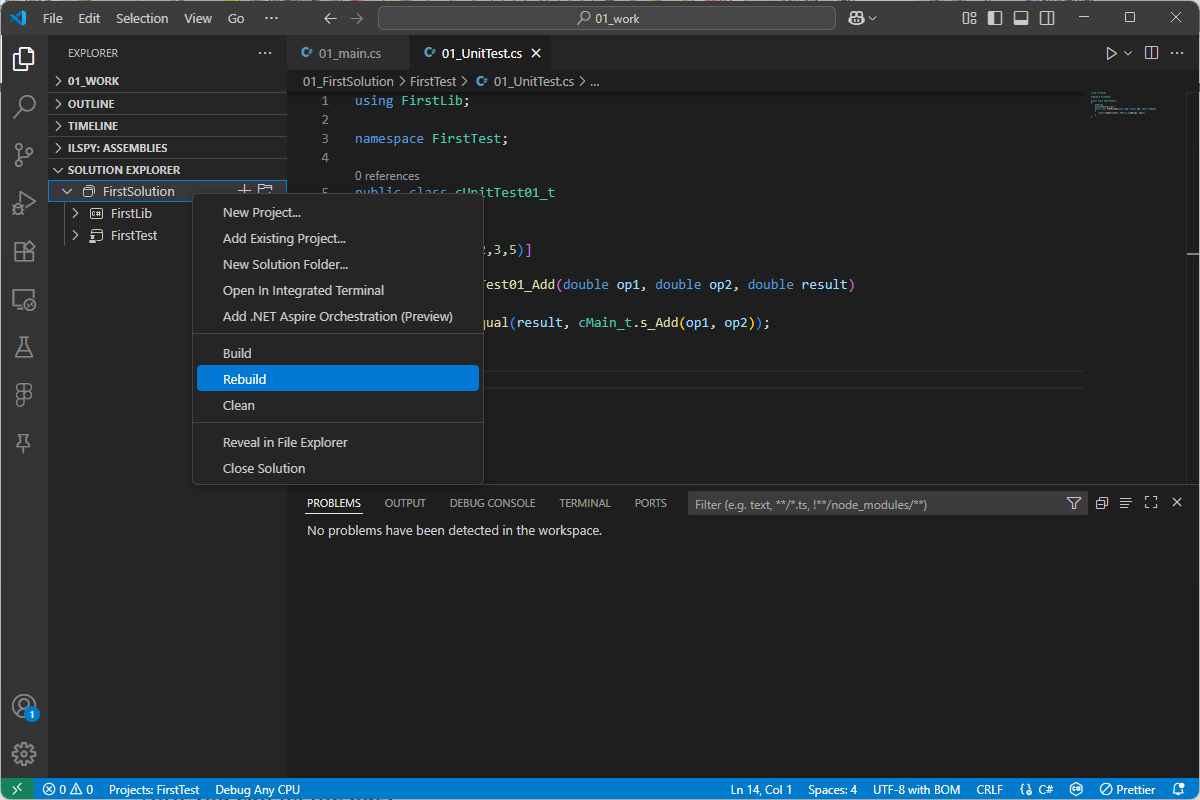 File Edit Selection View Go ···
01_work
EXPLORER ···
01_WORK
OUTLINE
TIMELINE
ILSPY: ASSEMBLIES
SOLUTION EXPLORER
FirstSolution
FirstLib
FirstTest
New Project...
Add Existing Project...
New Solution Folder...
Open In Integrated Terminal
Add .NET Aspire Orchestration (Preview)
Build
Rebuild
Clean
Reveal in File Explorer
Close Solution
C# 01_main.cs C# 01_UnitTest.cs
01_FirstSolution > FirstTest > C# 01_UnitTest.cs > ...
1 using FirstLib;
2
3 namespace FirstTest;
4
0 references
5 public class cUnitTest01_t
2,3,5)]
Test01_Add(double op1, double op2, double result)
qual(result, cMain_t.s_Add(op1, op2));
PROBLEMS OUTPUT DEBUG CONSOLE TERMINAL PORTS
Filter (e.g. text, **/*.ts, !**/node_modules/**)
No problems have been detected in the workspace.
1
0 0 Projects: FirstTest Debug Any CPU Ln 14, Col 1 Spaces: 4 UTF-8 with BOM CRLF C# Prettier